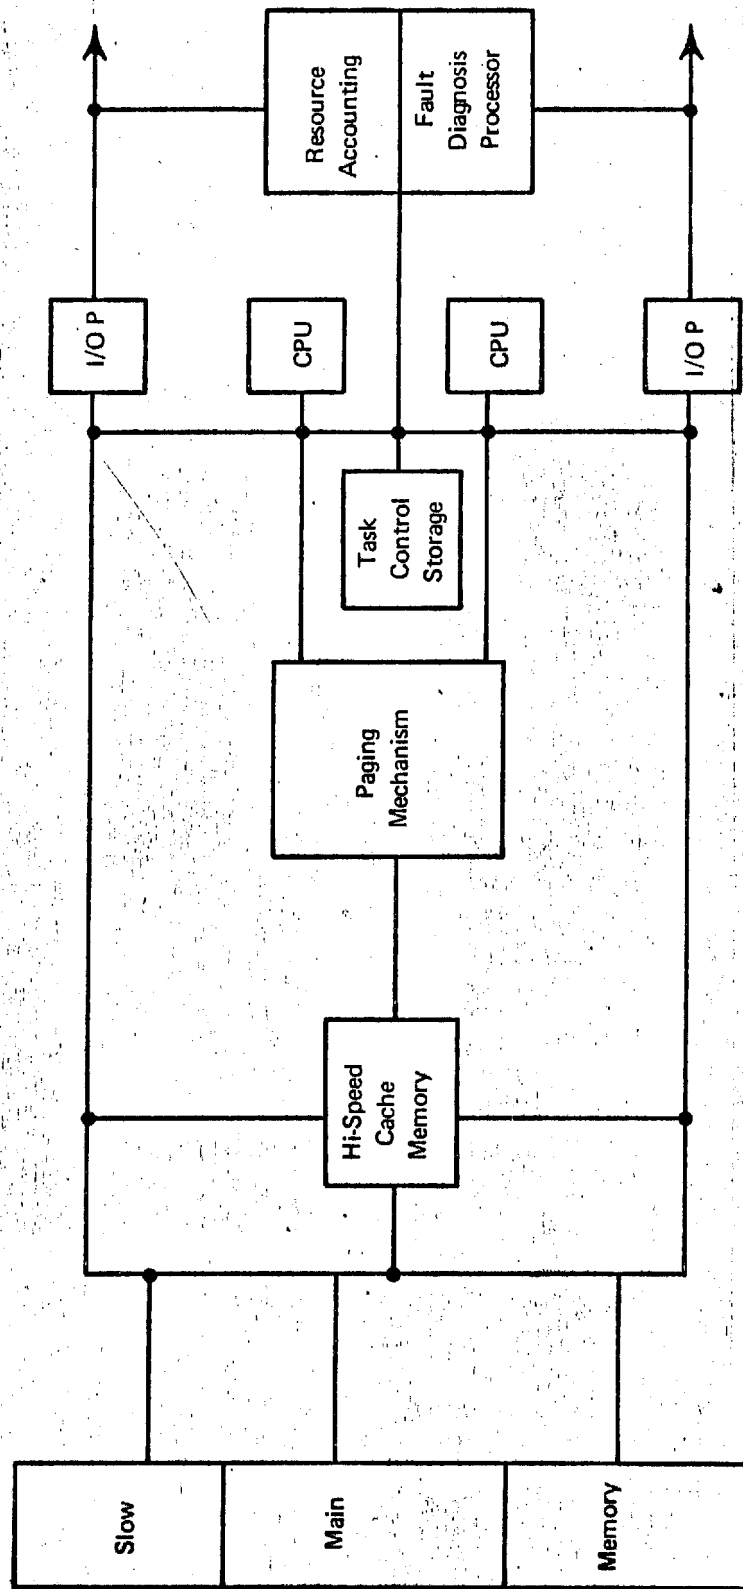 Slow
Main
Memory
Hi-Speed
Cache
Memory
Paging
Mechanism
Task
Control
Storage
I/O P
CPU
CPU
I/O P
Resource
Accounting
Fault
Diagnosis
Processor